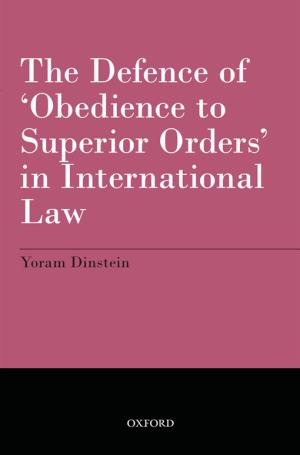 The Defence of
‘Obedience to
Superior Orders’
in International
Law
Yoram Dinstein
OXFORD